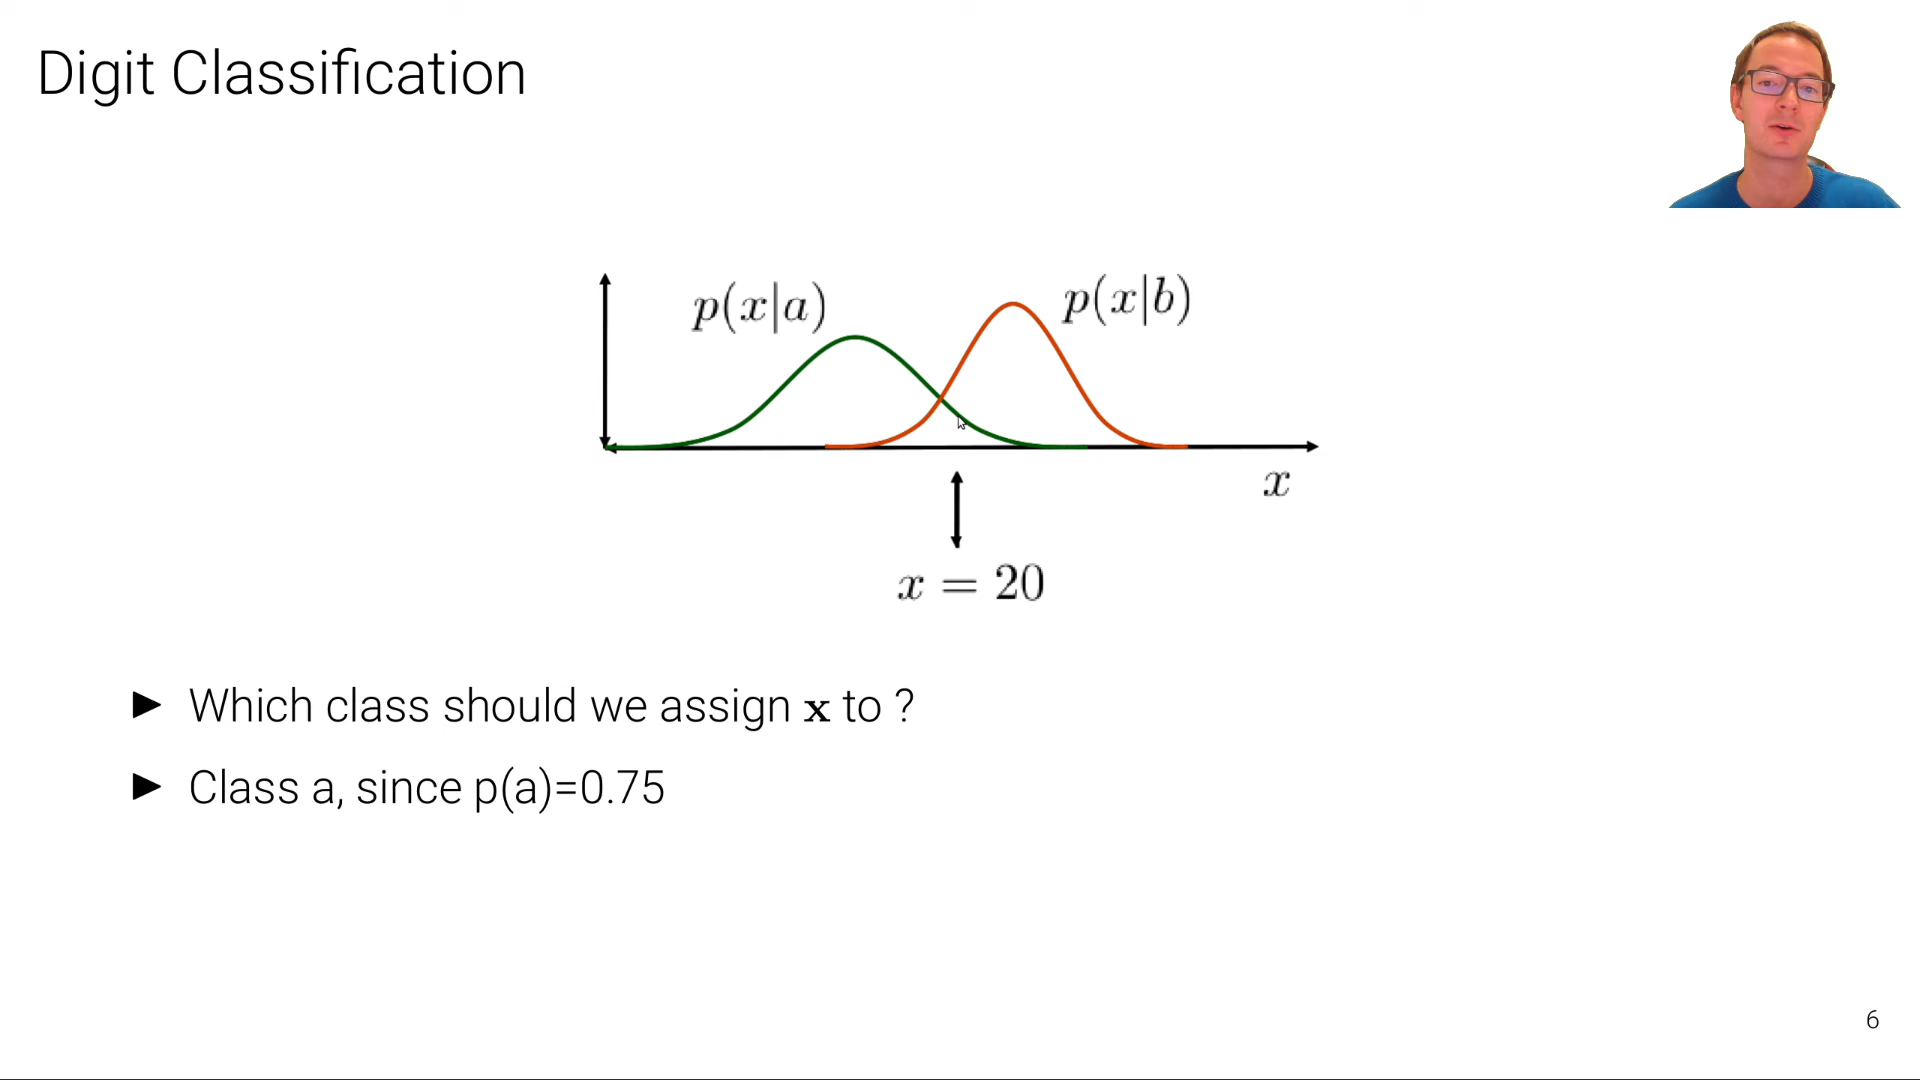 Digit Classification
p(x|a)
p(x|b)
x
x = 20
► Which class should we assign x to ?
► Class a, since p(a)=0.75
6